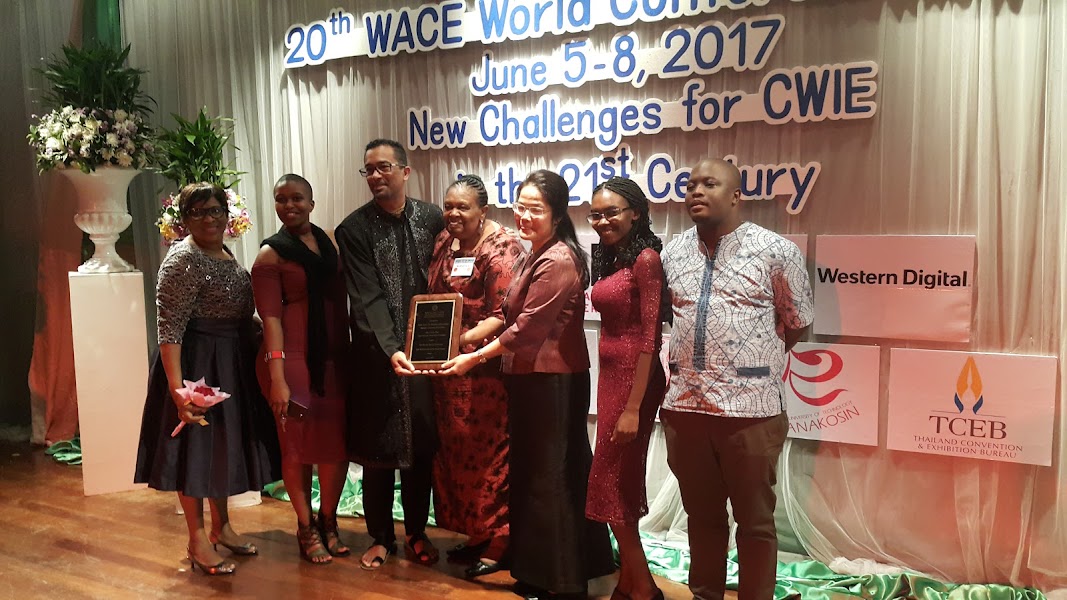 20th WACE World
June 5-8, 2017
New Challenges for CWIE
21st Century
Western Digital
ANAKOSIN
TCEB
THAILAND CONVENTION
& EXHIBITION BUREAU